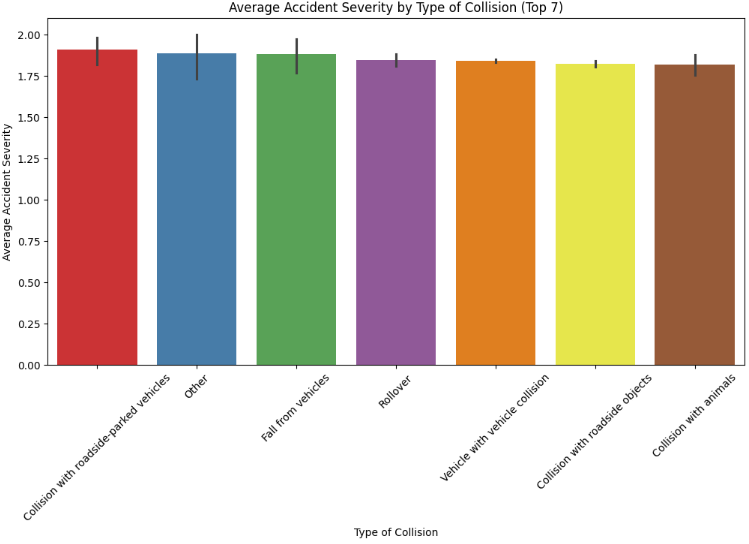 Average Accident Severity by Type of Collision (Top 7)
Average Accident Severity
2.00
1.75
1.50
1.25
1.00
0.75
0.50
0.25
0.00
Collision with roadside-parked vehicles
Other
Fall from vehicles
Rollover
Vehicle with vehicle collision
Collision with roadside objects
Collision with animals
Type of Collision